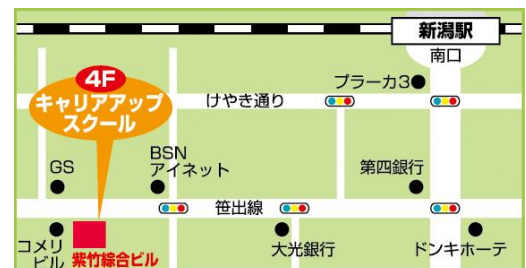 新潟駅
南口
4F
キャリアアップ
スクール
プラーカ3
けやき通り
GS
BSN
アイネット
第四銀行
笹出線
コメリ
ビル
紫竹綜合ビル
大光銀行
ドンキホーテ